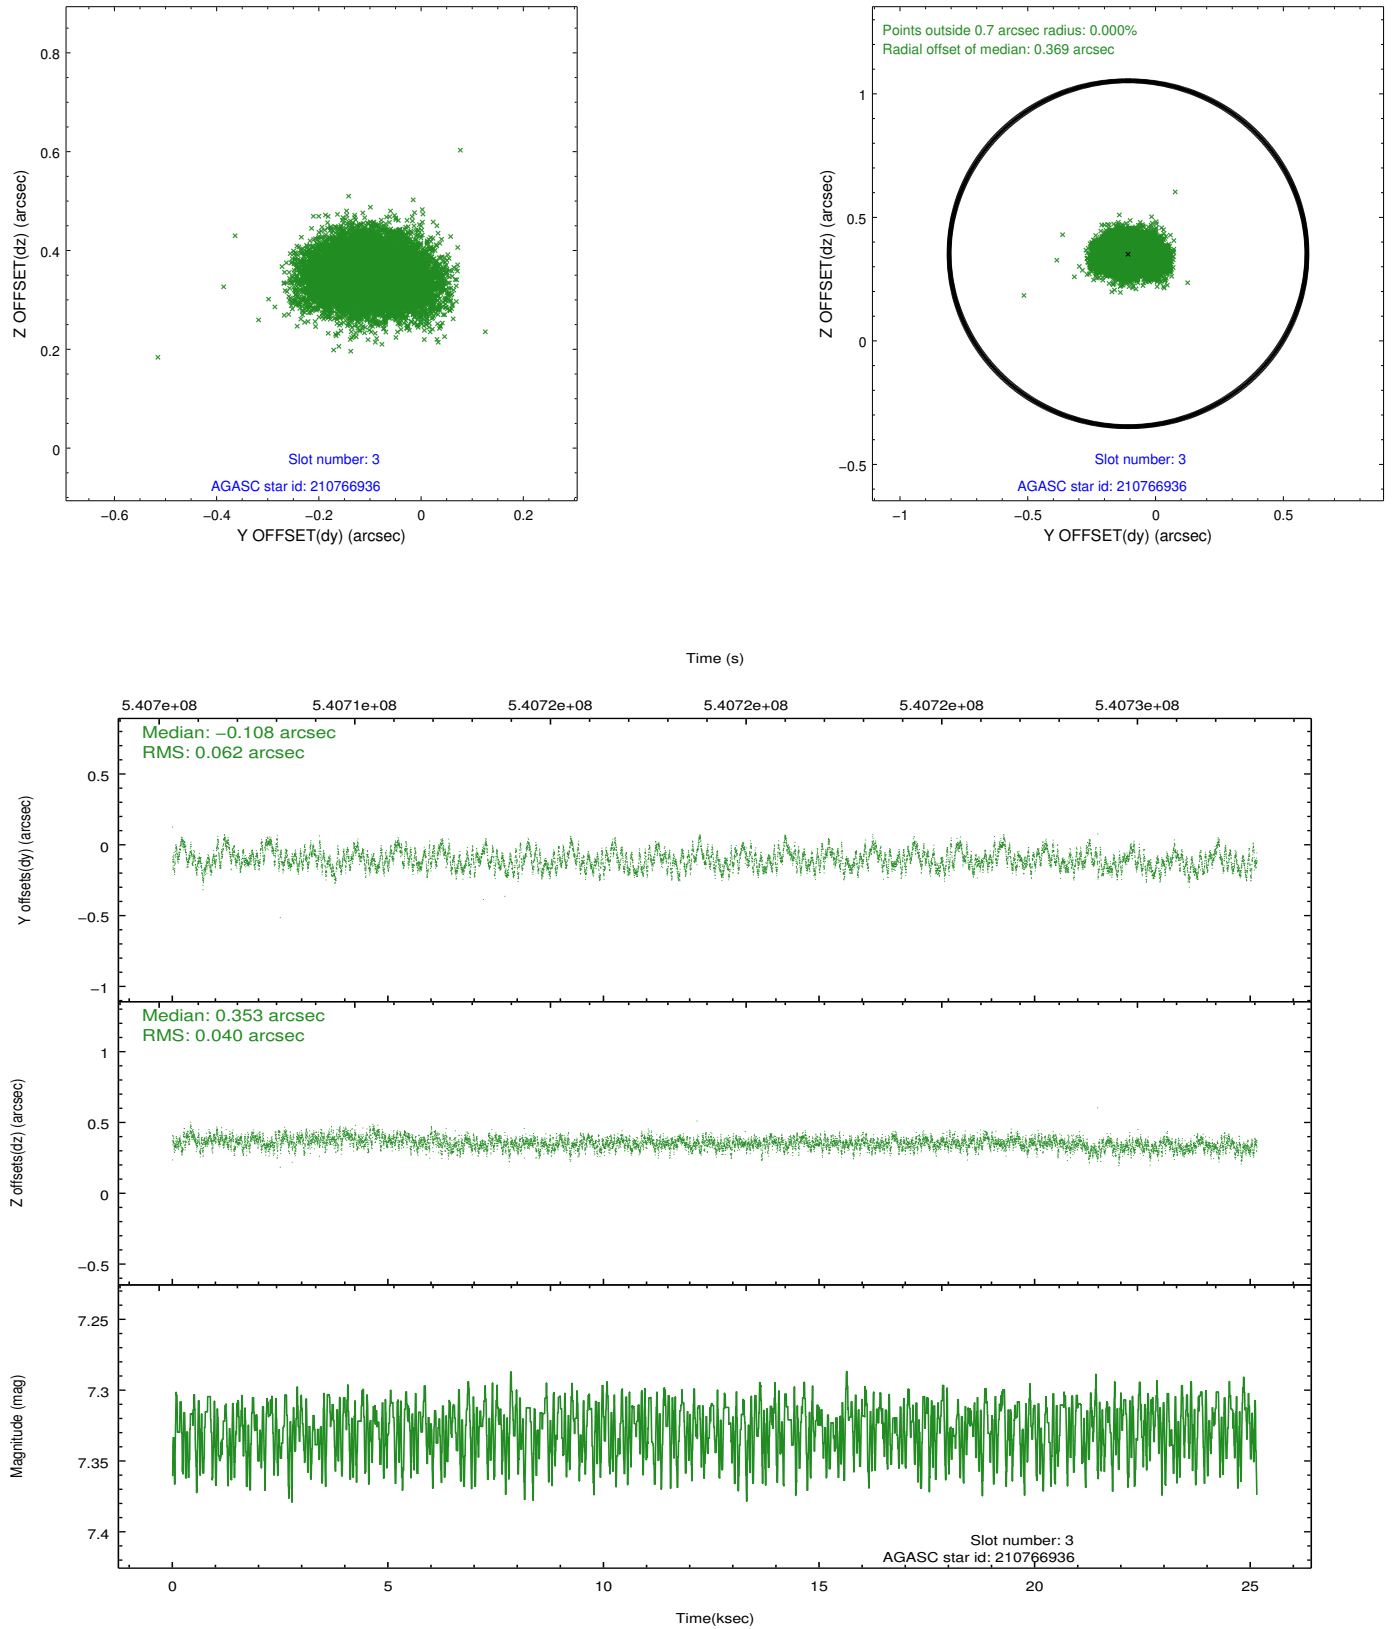 0.8
0.6
0.4
0.2
0
−0.6
−0.4
−0.2
0
0.2
Z OFFSET(dz) (arcsec)
Y OFFSET(dy) (arcsec)
Slot number: 3
AGASC star id: 210766936
Points outside 0.7 arcsec radius: 0.000%
Radial offset of median: 0.369 arcsec
1
0.5
0
−0.5
−1
−0.5
0
0.5
Z OFFSET(dz) (arcsec)
Y OFFSET(dy) (arcsec)
Slot number: 3
AGASC star id: 210766936
Time (s)
5.407e+08
5.4071e+08
5.4072e+08
5.4072e+08
5.4072e+08
5.4073e+08
Median: −0.108 arcsec
RMS: 0.062 arcsec
0.5
0
−0.5
−1
Y offsets(dy) (arcsec)
Median: 0.353 arcsec
RMS: 0.040 arcsec
1
0.5
0
−0.5
Z offsets(dz) (arcsec)
7.25
7.3
7.35
7.4
Magnitude (mag)
Slot number: 3
AGASC star id: 210766936
0
5
10
15
20
25
Time(ksec)